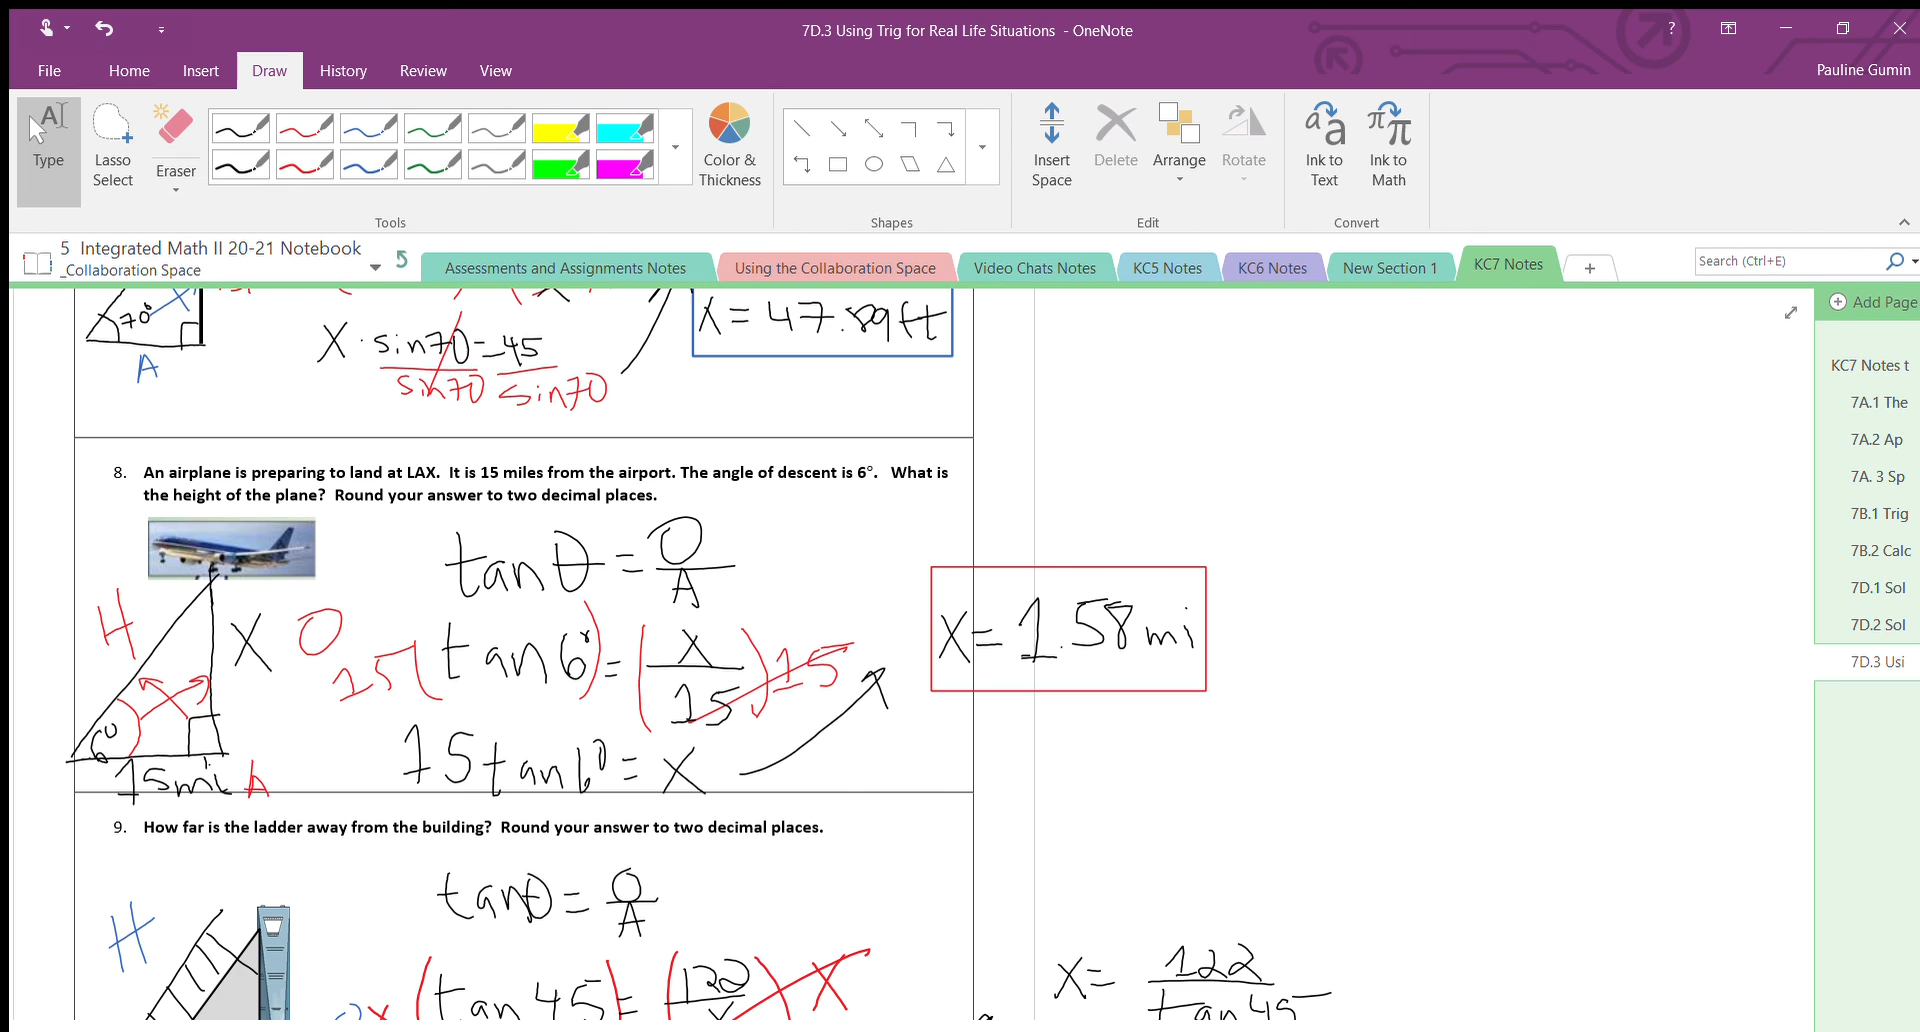 7D.3 Using Trig for Real Life Situations - OneNote
?
Pauline Gumin
File Home Insert Draw History Review View
Type
Lasso Select
Eraser
Color & Thickness
Insert Space
Delete
Arrange
Rotate
Ink to Text
Ink to Math
Tools
Shapes
Edit
Convert
5 Integrated Math II 20-21 Notebook
_Collaboration Space
Assessments and Assignments Notes
Using the Collaboration Space
Video Chats Notes
KC5 Notes
KC6 Notes
New Section 1
KC7 Notes
+
Search (Ctrl+E)
Add Page
KC7 Notes t
7A.1 The
7A.2 Ap
7A. 3 Sp
7B.1 Trig
7B.2 Calc
7D.1 Sol
7D.2 Sol
7D.3 Usi
70°
A
X · sin70 = 45
sin70 sin70
X = 47.89ft
8. An airplane is preparing to land at LAX. It is 15 miles from the airport. The angle of descent is 6°. What is
the height of the plane? Round your answer to two decimal places.
tan θ = O/A
H X O
15(tan 6°) = (x/15)15
6°
15mi A
15 tan 6° = X
X = 1.58 mi
9. How far is the ladder away from the building? Round your answer to two decimal places.
tan θ = O/A
H
x (tan 45) = (122/x) X
X = 122/tan 45